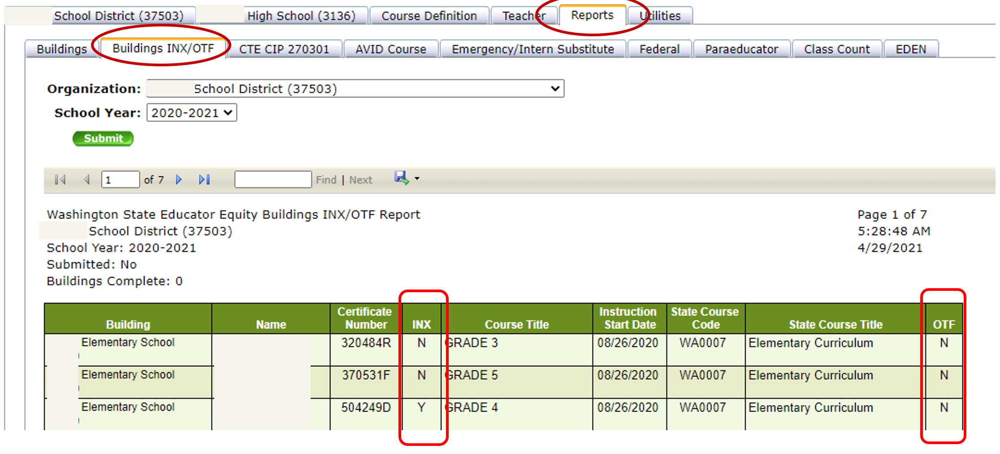 School District (37503) High School (3136) Course Definition Teacher Reports Utilities
Buildings Buildings INX/OTF CTE CIP 270301 AVID Course Emergency/Intern Substitute Federal Paraeducator Class Count EDEN
Organization: School District (37503)
School Year: 2020-2021
Submit
1 of 7 Find | Next
Washington State Educator Equity Buildings INX/OTF Report Page 1 of 7
School District (37503) 5:28:48 AM
School Year: 2020-2021 4/29/2021
Submitted: No
Buildings Complete: 0
Building Name Certificate Number INX Course Title Instruction Start Date State Course Code State Course Title OTF
Elementary School 320484R N GRADE 3 08/26/2020 WA0007 Elementary Curriculum N
Elementary School 370531F N GRADE 5 08/26/2020 WA0007 Elementary Curriculum N
Elementary School 504249D Y GRADE 4 08/26/2020 WA0007 Elementary Curriculum N